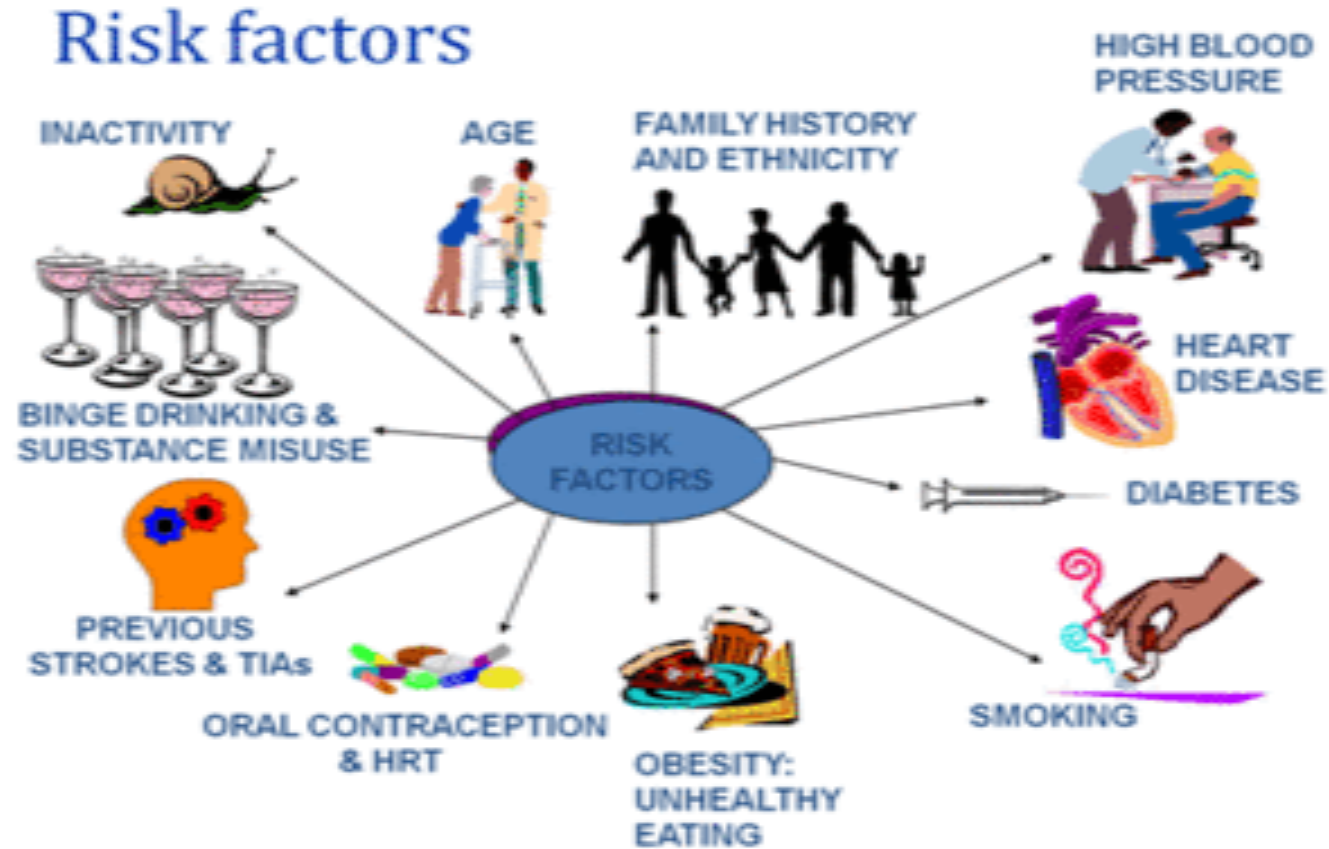 Risk factors
HIGH BLOOD
PRESSURE
INACTIVITY
AGE
FAMILY HISTORY
AND ETHNICITY
HEART
DISEASE
BINGE DRINKING &
SUBSTANCE MISUSE
RISK
FACTORS
DIABETES
PREVIOUS
STROKES & TIAs
ORAL CONTRACEPTION
& HRT
OBESITY:
UNHEALTHY
EATING
SMOKING